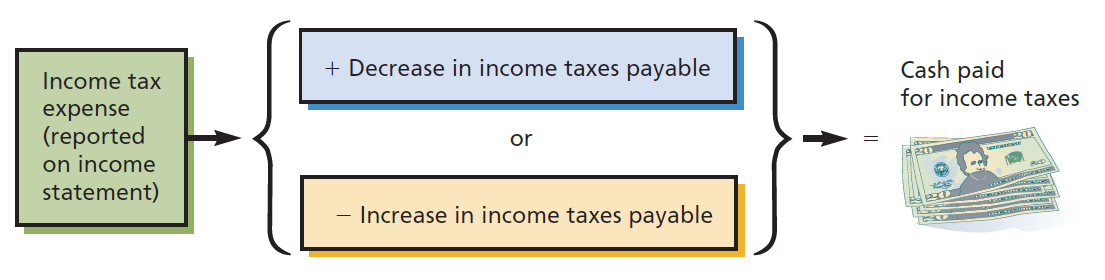 Income tax
expense
(reported
on income
statement)
+ Decrease in income taxes payable
or
− Increase in income taxes payable
=
Cash paid
for income taxes